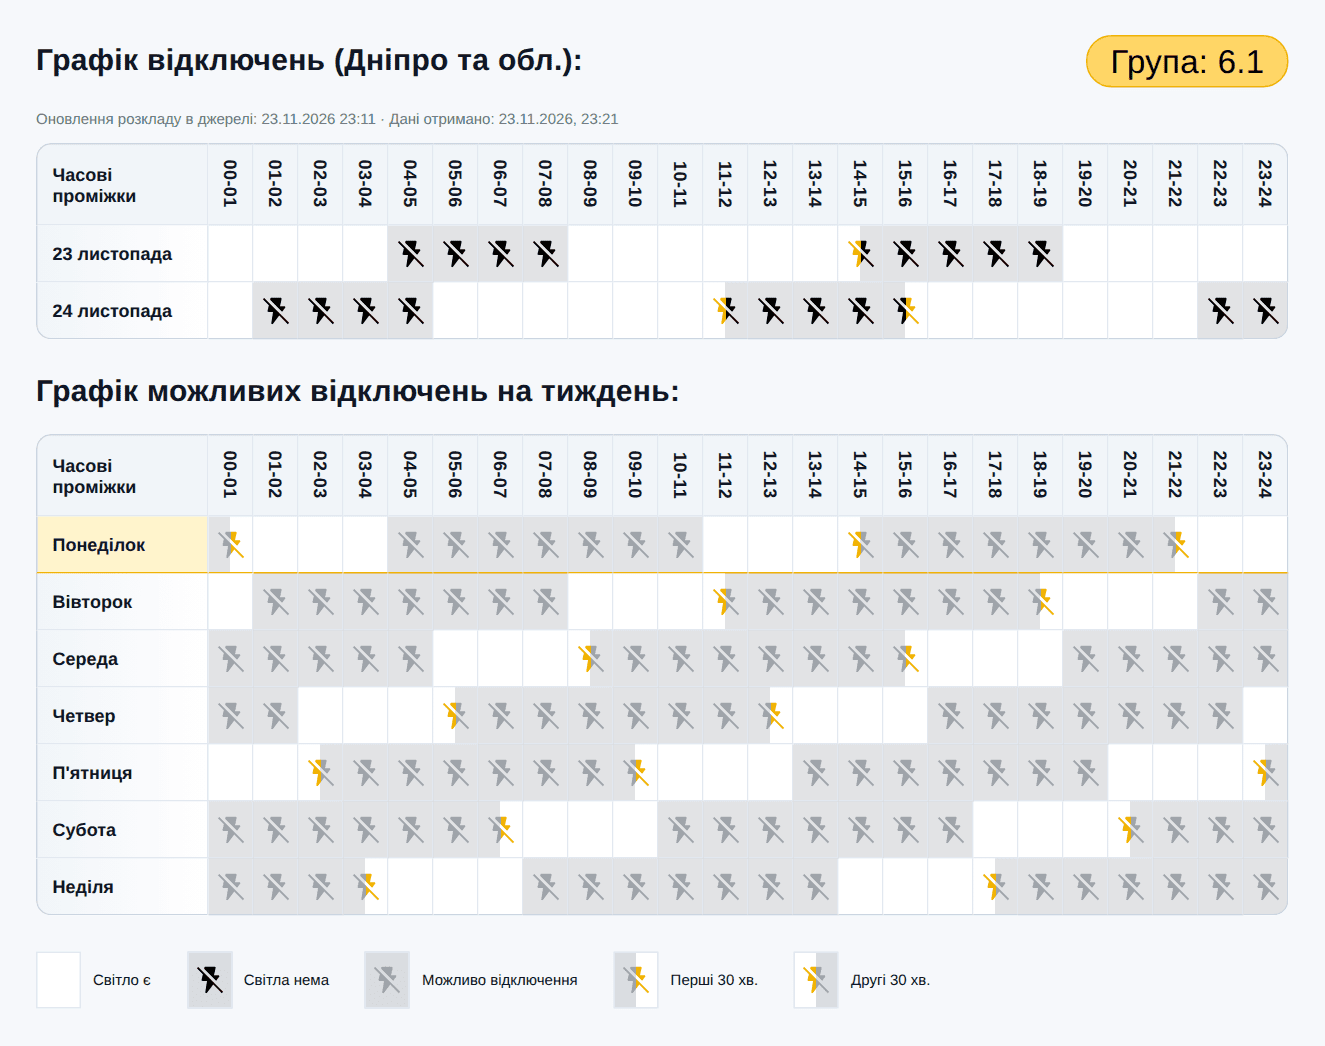 Графік відключень (Дніпро та обл.):
Група: 6.1
Оновлення розкладу в джерелі: 23.11.2026 23:11 · Дані отримано: 23.11.2026, 23:21
Часові
проміжки
00-01 01-02 02-03 03-04 04-05 05-06 06-07 07-08 08-09 09-10 10-11 11-12 12-13 13-14 14-15 15-16 16-17 17-18 18-19 19-20 20-21 21-22 22-23 23-24
23 листопада
24 листопада
Графік можливих відключень на тиждень:
Часові
проміжки
00-01 01-02 02-03 03-04 04-05 05-06 06-07 07-08 08-09 09-10 10-11 11-12 12-13 13-14 14-15 15-16 16-17 17-18 18-19 19-20 20-21 21-22 22-23 23-24
Понеділок
Вівторок
Середа
Четвер
П'ятниця
Субота
Неділя
Світло є
Світла нема
Можливо відключення
Перші 30 хв.
Другі 30 хв.